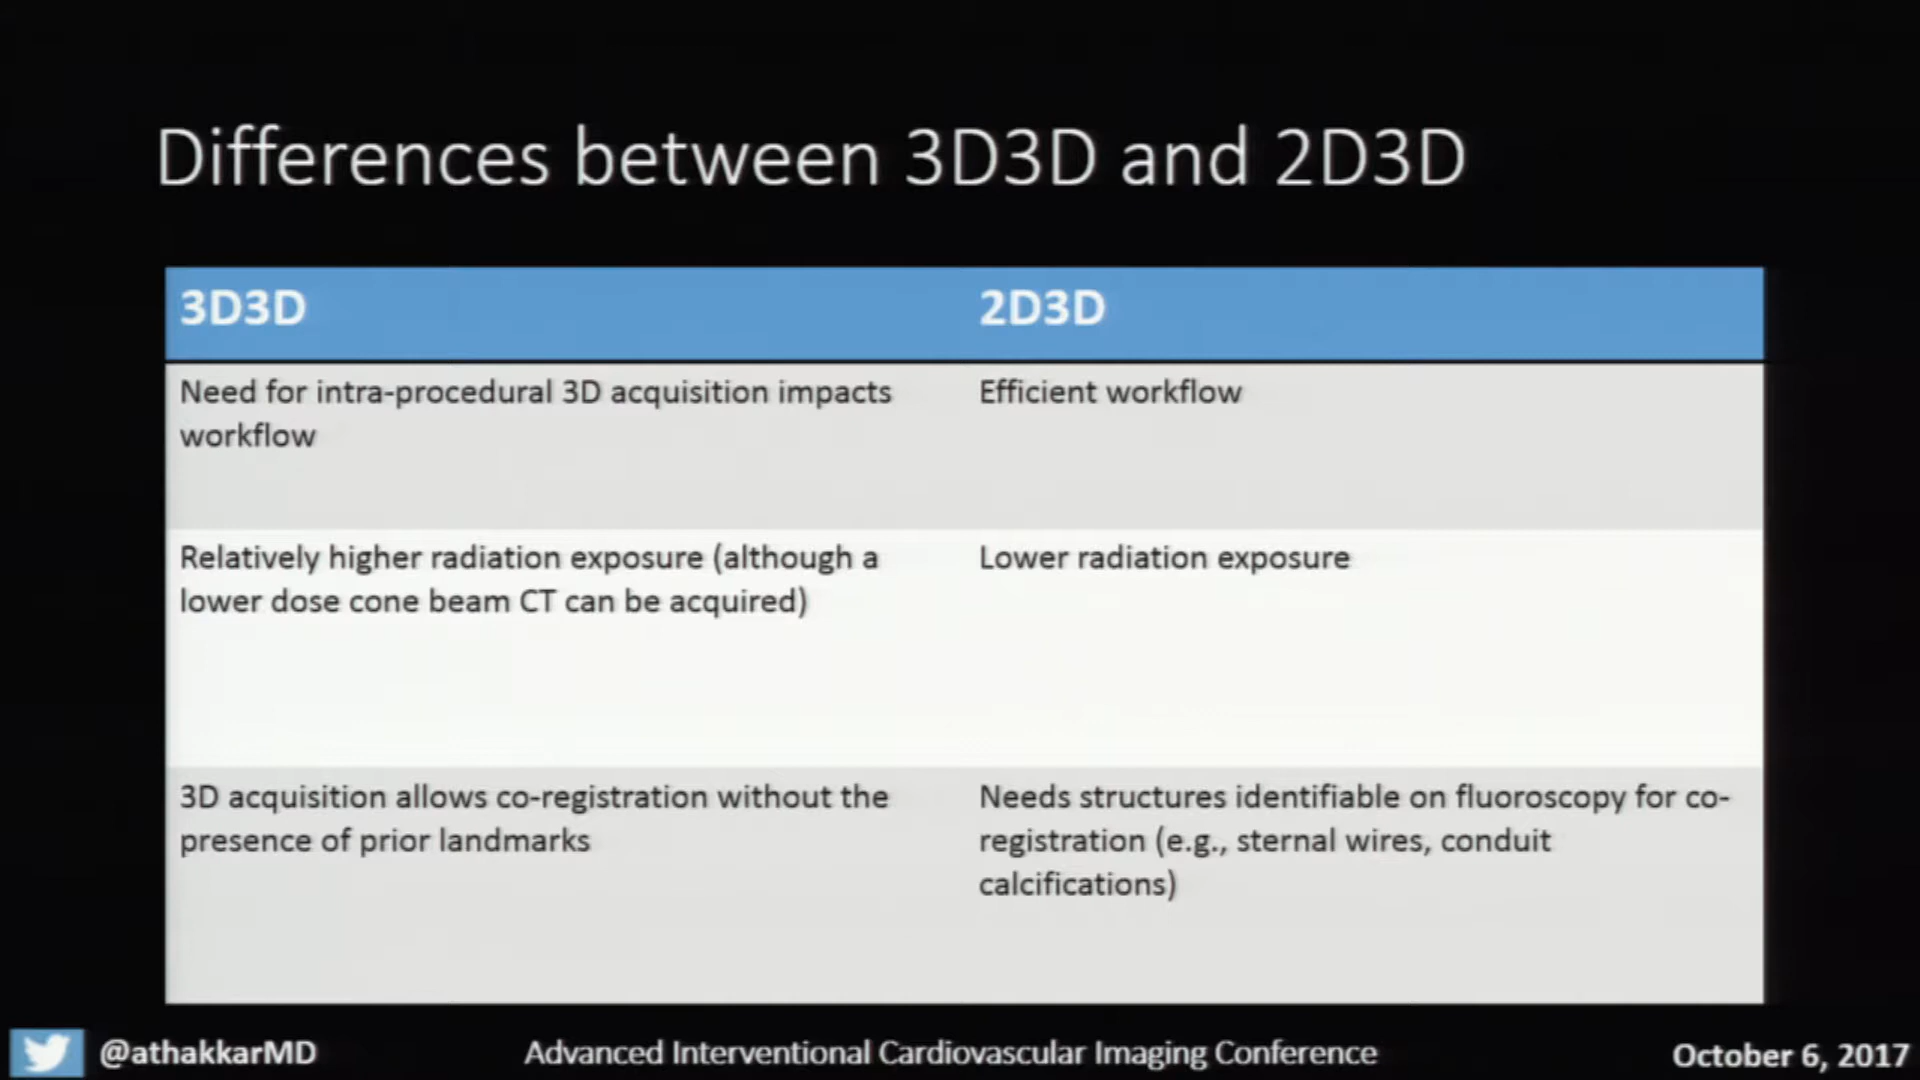 Differences between 3D3D and 2D3D
3D3D
2D3D
Need for intra-procedural 3D acquisition impacts
workflow
Efficient workflow
Relatively higher radiation exposure (although a
lower dose cone beam CT can be acquired)
Lower radiation exposure
3D acquisition allows co-registration without the
presence of prior landmarks
Needs structures identifiable on fluoroscopy for co-
registration (e.g., sternal wires, conduit
calcifications)
@athakkarMD
Advanced Interventional Cardiovascular Imaging Conference
October 6, 2017